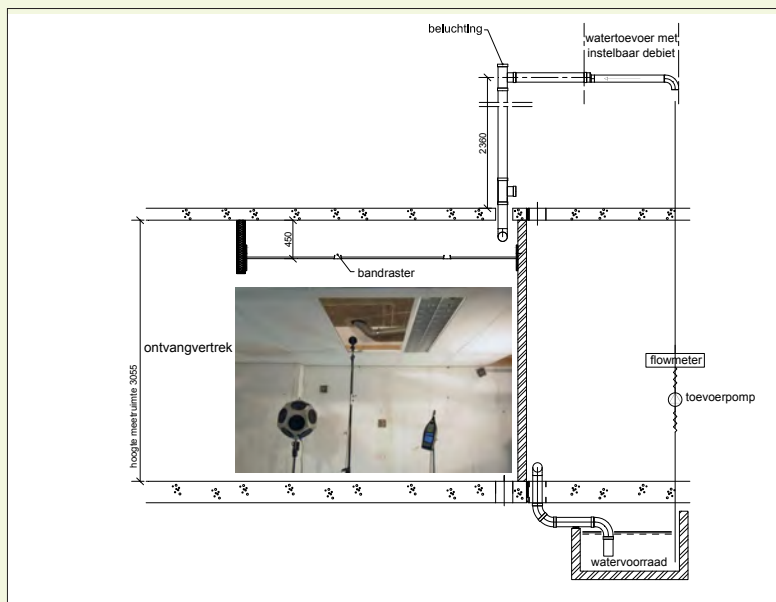 beluchting
watertoevoer met
instelbaar debiet
2360
450
bandraster
ontvangvertrek
hoogte meetruimte 3055
flowmeter
toevoerpomp
watervoorraad